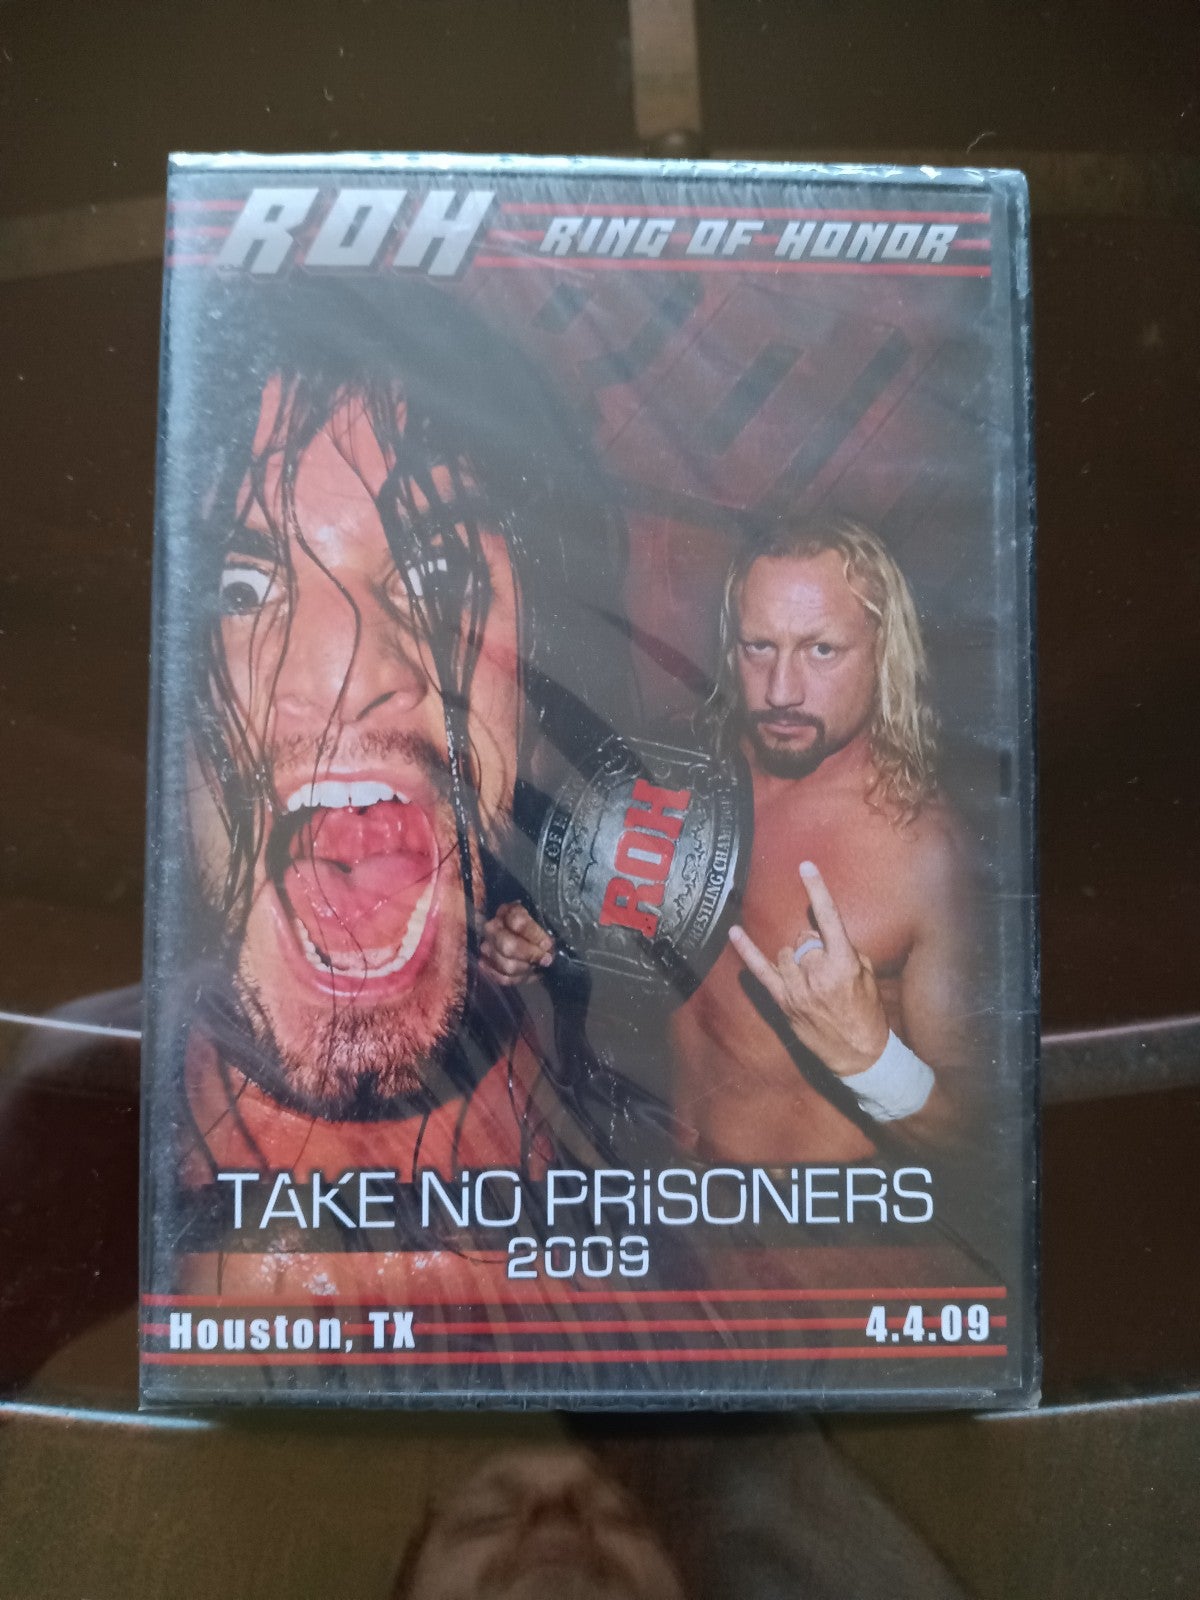 ROH RING OF HONOR
ROH
TAKE NO PRISONERS
2009
Houston, TX 4.4.09